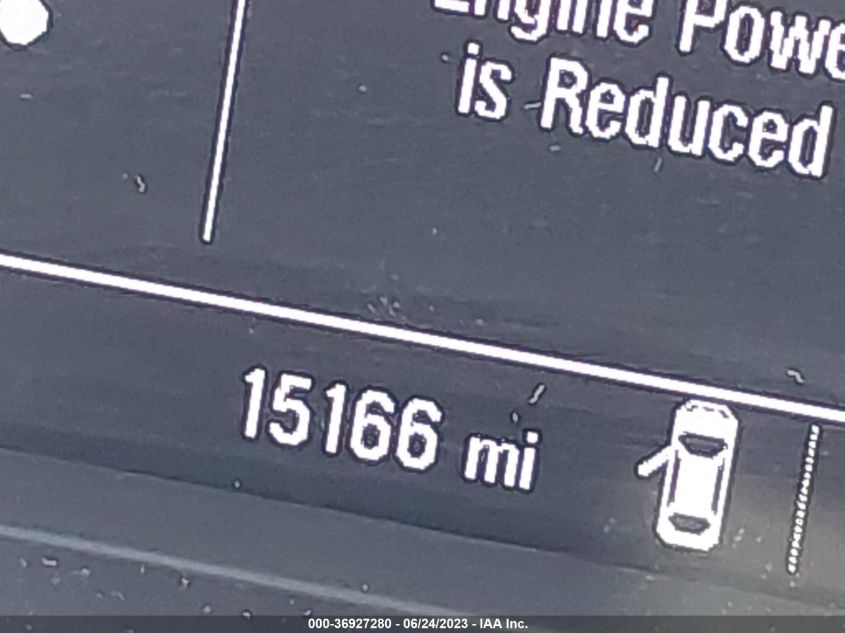 Engine Powe
is Reduced
15166 mi
000-36927280 - 06/24/2023 - IAA Inc.